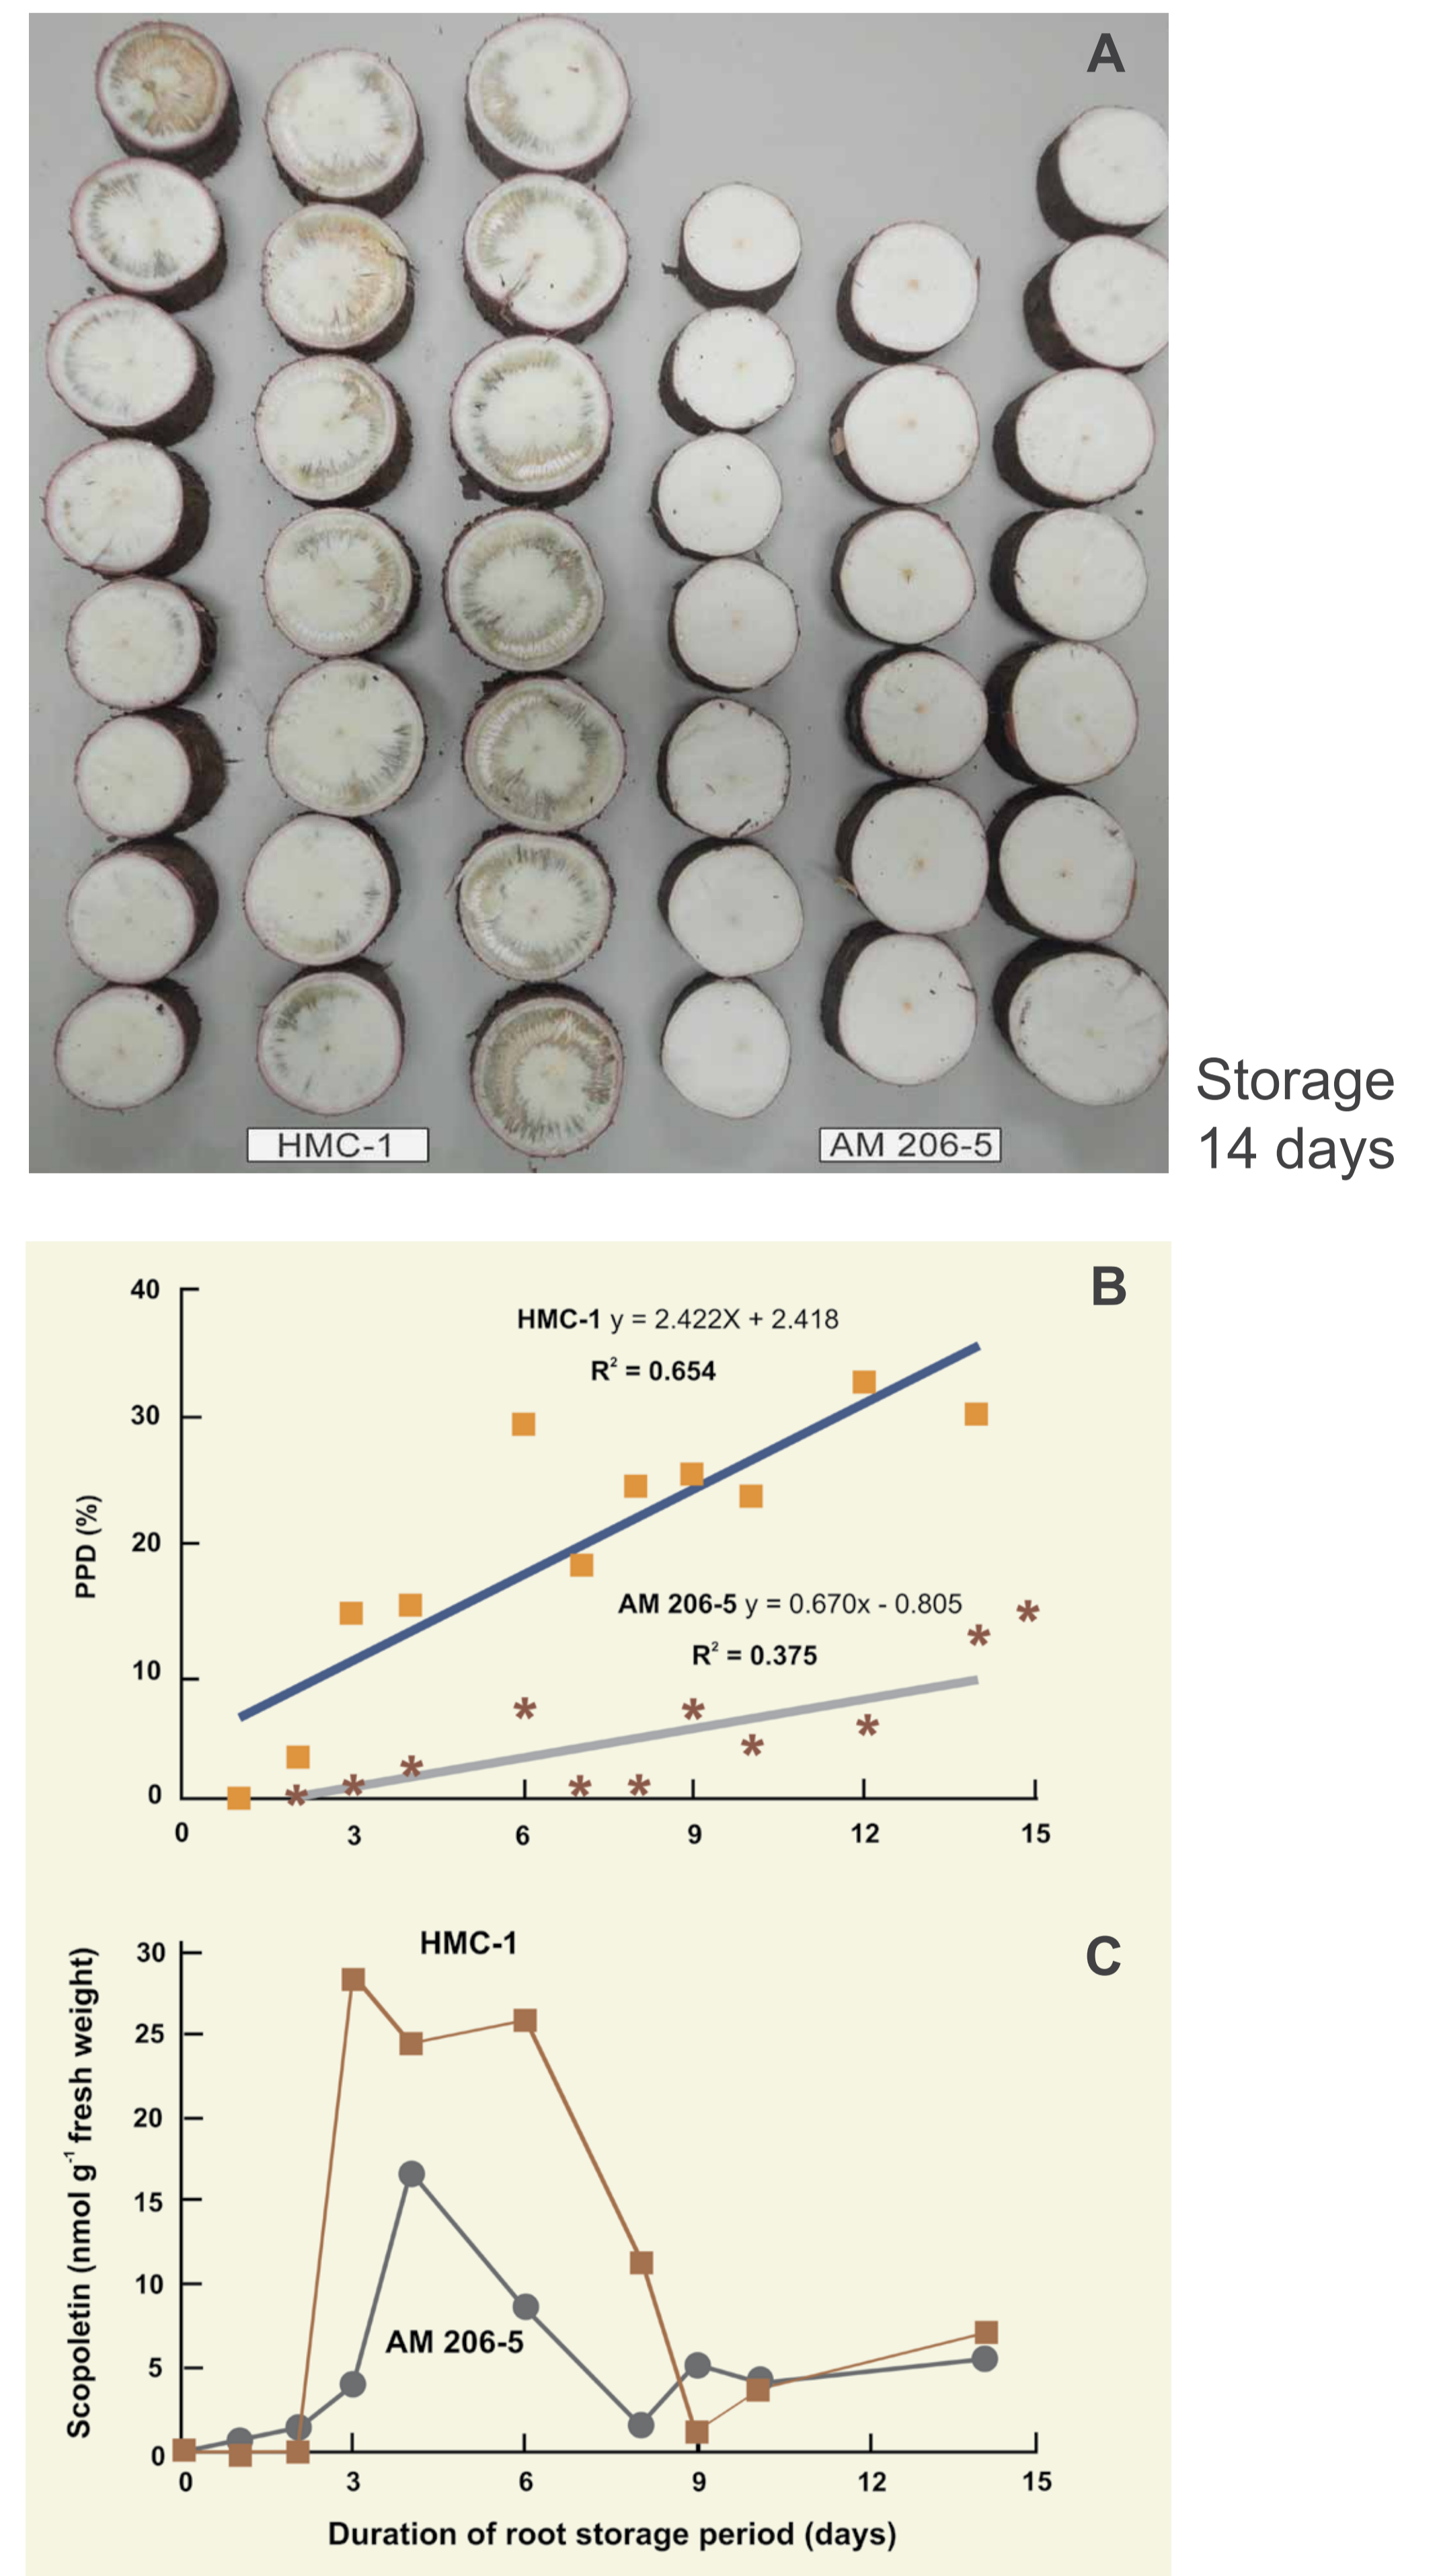 A
HMC-1
AM 206-5
Storage
14 days
B
40
30
20
10
0
PPD (%)
HMC-1 y = 2.422X + 2.418
R² = 0.654
AM 206-5 y = 0.670x - 0.805
R² = 0.375
0 3 6 9 12 15
C
30
25
20
15
10
5
0
Scopoletin (nmol g⁻¹ fresh weight)
HMC-1
AM 206-5
0 3 6 9 12 15
Duration of root storage period (days)